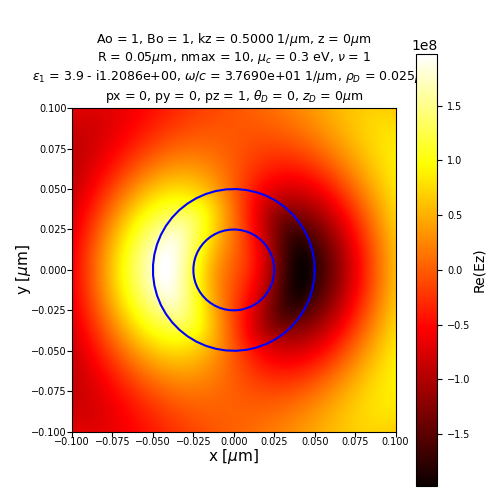 Ao = 1, Bo = 1, kz = 0.5000 1/μm, z = 0μm
R = 0.05μm, nmax = 10, μc = 0.3 eV, ν = 1
ε1 = 3.9 - i1.2086e+00, ω/c = 3.7690e+01 1/μm, ρD = 0.025
px = 0, py = 0, pz = 1, θD = 0, zD = 0μm
1e8
0.100
0.075
0.050
0.025
0.000
−0.025
−0.050
−0.075
−0.100
y [μm]
−0.100 −0.075 −0.050 −0.025 0.000 0.025 0.050 0.075 0.100
x [μm]
1.5
1.0
0.5
0.0
−0.5
−1.0
−1.5
Re(Ez)